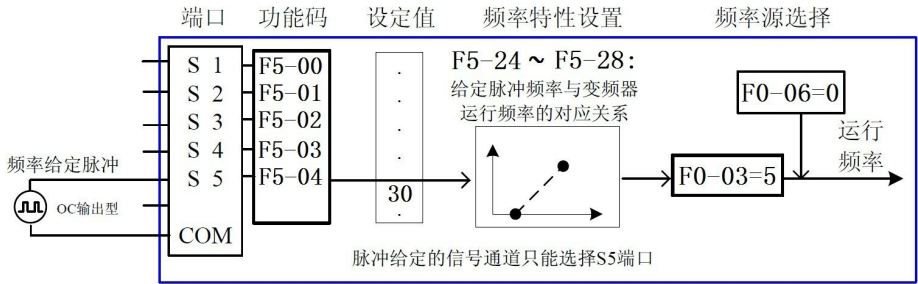 端口 功能码 设定值 频率特性设置 频率源选择
S 1 F5-00
S 2 F5-01
S 3 F5-02
S 4 F5-03
S 5 F5-04
COM
频率给定脉冲
OC输出型
30
F5-24 ~ F5-28:
给定脉冲频率与变频器
运行频率的对应关系
F0-03=5
F0-06=0
运行
频率
脉冲给定的信号通道只能选择S5端口